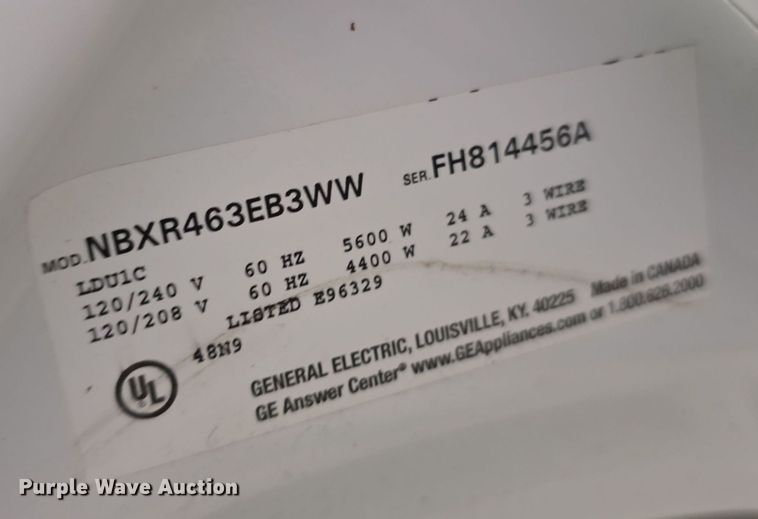 MOD. NBXR463EB3WW SER. FH814456A
LDU1C
120/240 V 60 HZ 5600 W 24 A 3 WIRE
120/208 V 60 HZ 4400 W 22 A 3 WIRE
LISTED E96329
48N9
UL
GENERAL ELECTRIC, LOUISVILLE, KY. 40225 Made in CANADA
GE Answer Center® www.GEAppliances.com or 1.800.626.2000
Purple Wave Auction